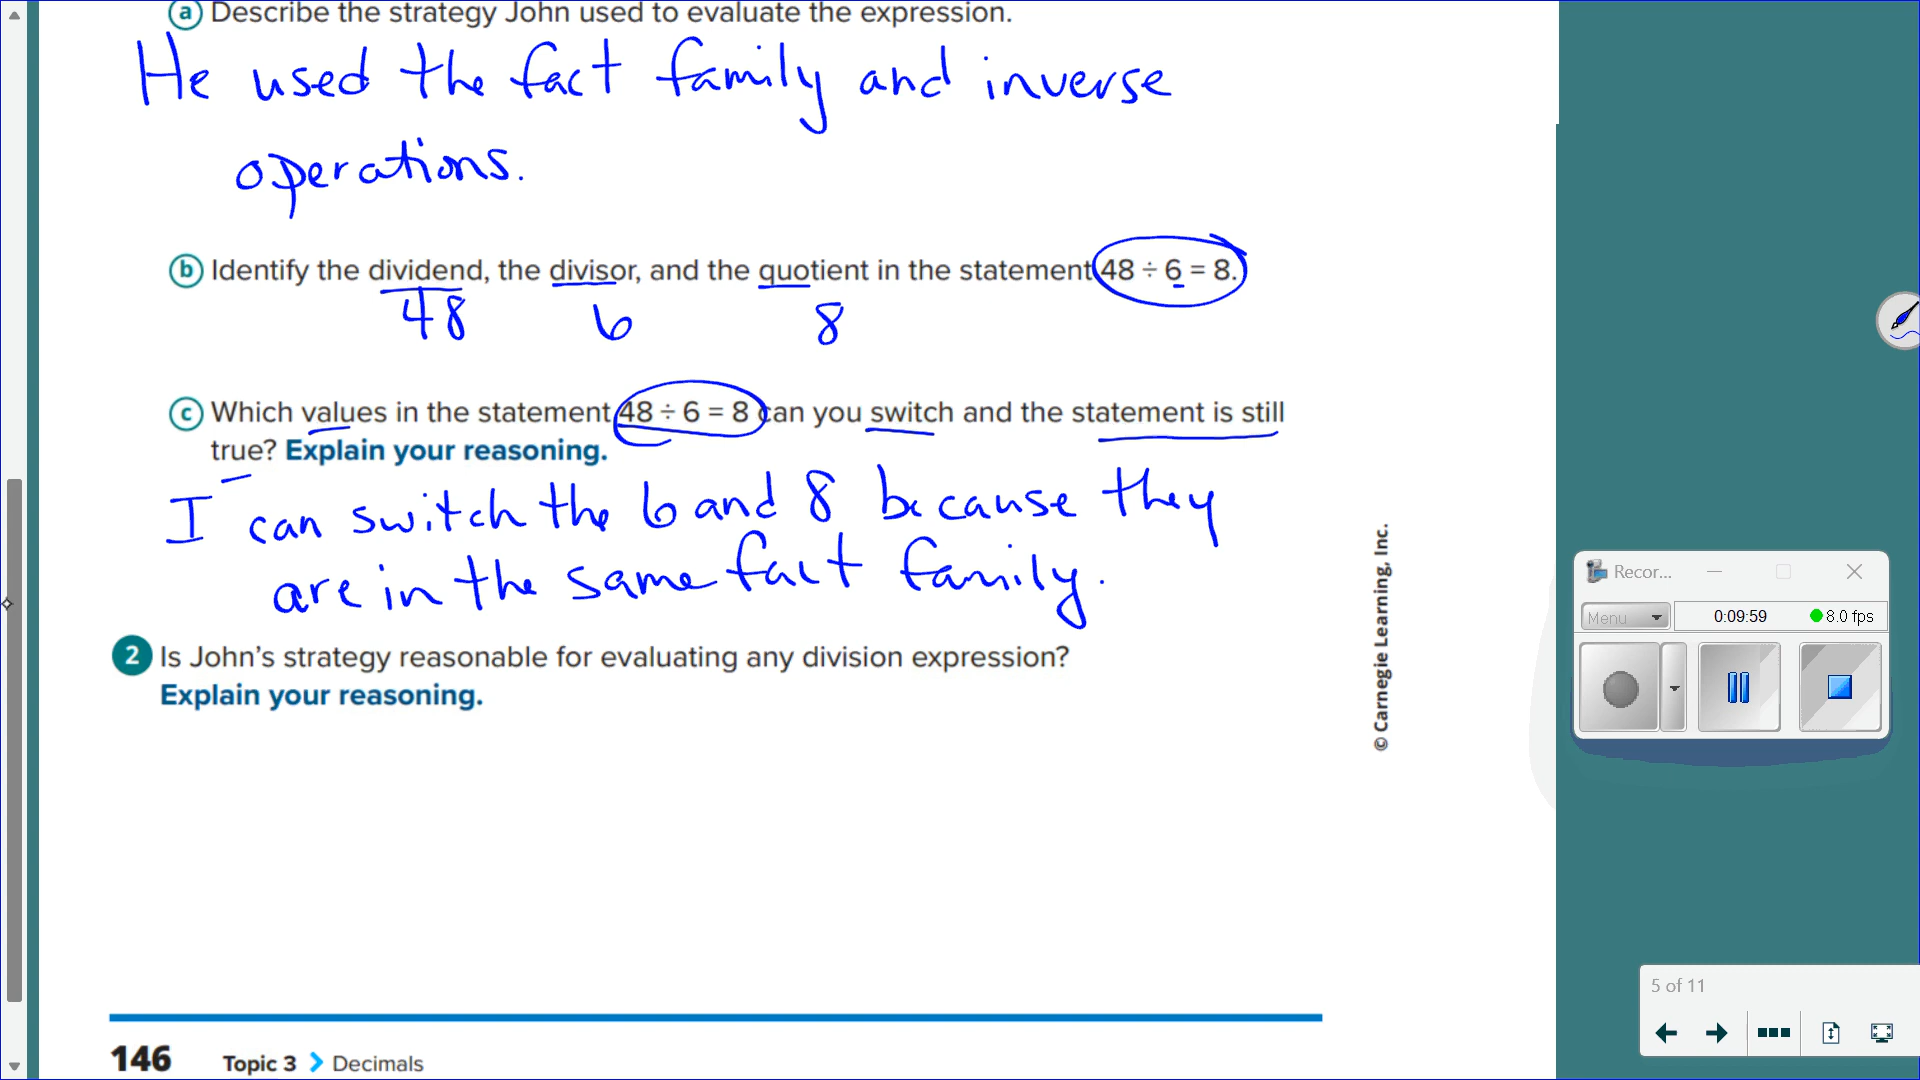 a Describe the strategy John used to evaluate the expression.
He used the fact family and inverse
operations.
b Identify the dividend, the divisor, and the quotient in the statement 48 ÷ 6 = 8.
48 6 8
c Which values in the statement 48 ÷ 6 = 8 can you switch and the statement is still
true? Explain your reasoning.
I can switch the 6 and 8 because they
are in the same fact family.
2 Is John's strategy reasonable for evaluating any division expression?
Explain your reasoning.
© Carnegie Learning, Inc.
146 Topic 3 > Decimals
Recor...
Menu 0:09:59 8.0 fps
5 of 11